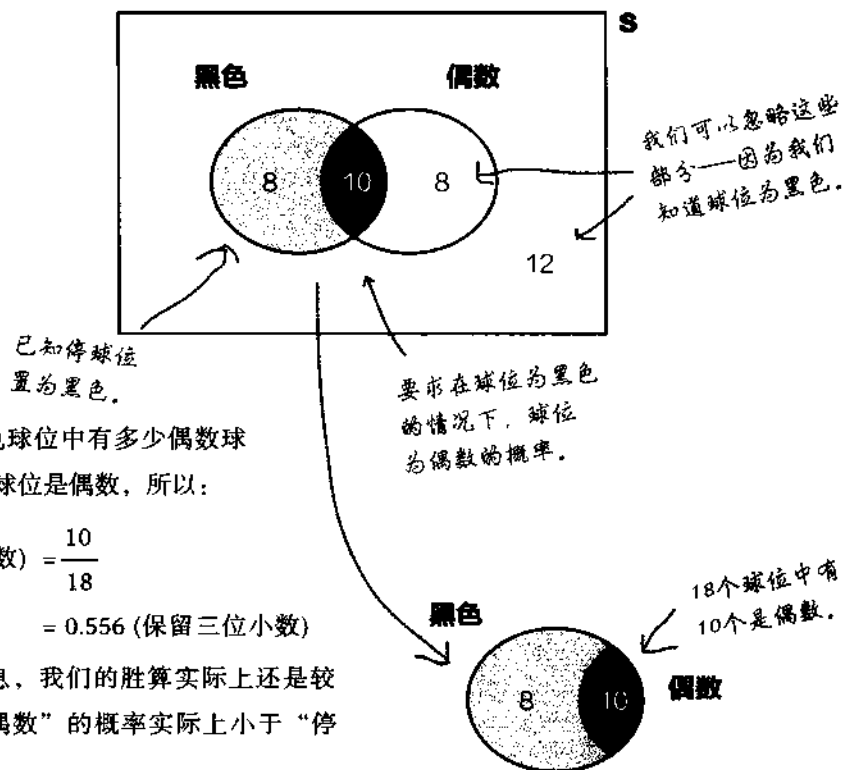 S
黑色
偶数
8
10
8
12
我们可以忽略这些
部分——因为我们
知道球位为黑色.
已知停球位
置为黑色.
要求在球位为黑色
的情况下，球位
为偶数的概率.
色球位中有多少偶数球
球位是偶数，所以：
数) = 10
18
= 0.556 (保留三位小数)
息，我们的胜算实际上还是较
偶数”的概率实际上小于“停
黑色
8
10
偶数
18个球位中有
10个是偶数.